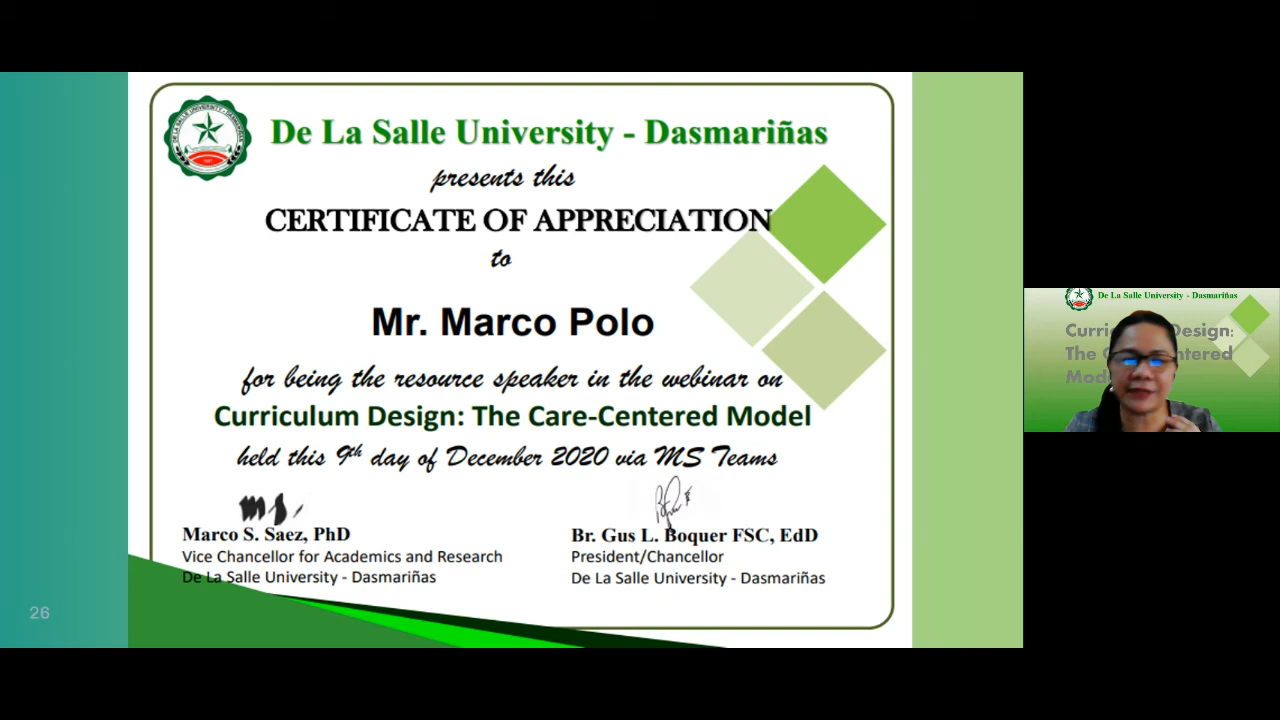 De La Salle University - Dasmariñas
presents this
CERTIFICATE OF APPRECIATION
to
Mr. Marco Polo
for being the resource speaker in the webinar on
Curriculum Design: The Care-Centered Model
held this 9th day of December 2020 via MS Teams
Marco S. Saez, PhD
Vice Chancellor for Academics and Research
De La Salle University - Dasmariñas
Br. Gus L. Boquer FSC, EdD
President/Chancellor
De La Salle University - Dasmariñas
26
De La Salle University - Dasmariñas
Design:
The